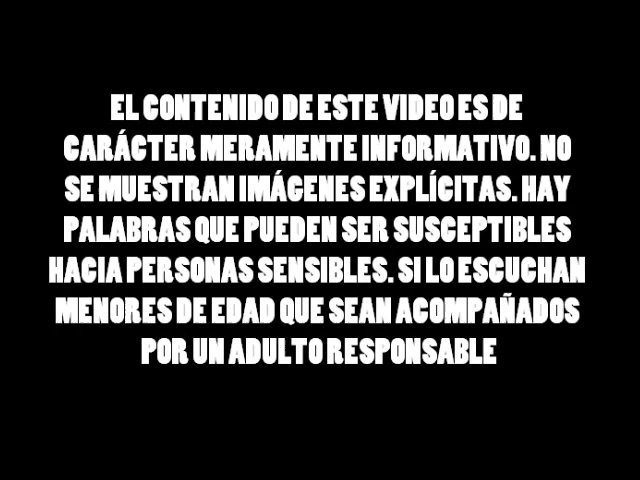 EL CONTENIDO DE ESTE VIDEO ES DE
CARÁCTER MERAMENTE INFORMATIVO. NO
SE MUESTRAN IMÁGENES EXPLÍCITAS. HAY
PALABRAS QUE PUEDEN SER SUSCEPTIBLES
HACIA PERSONAS SENSIBLES. SI LO ESCUCHAN
MENORES DE EDAD QUE SEAN ACOMPAÑADOS
POR UN ADULTO RESPONSABLE